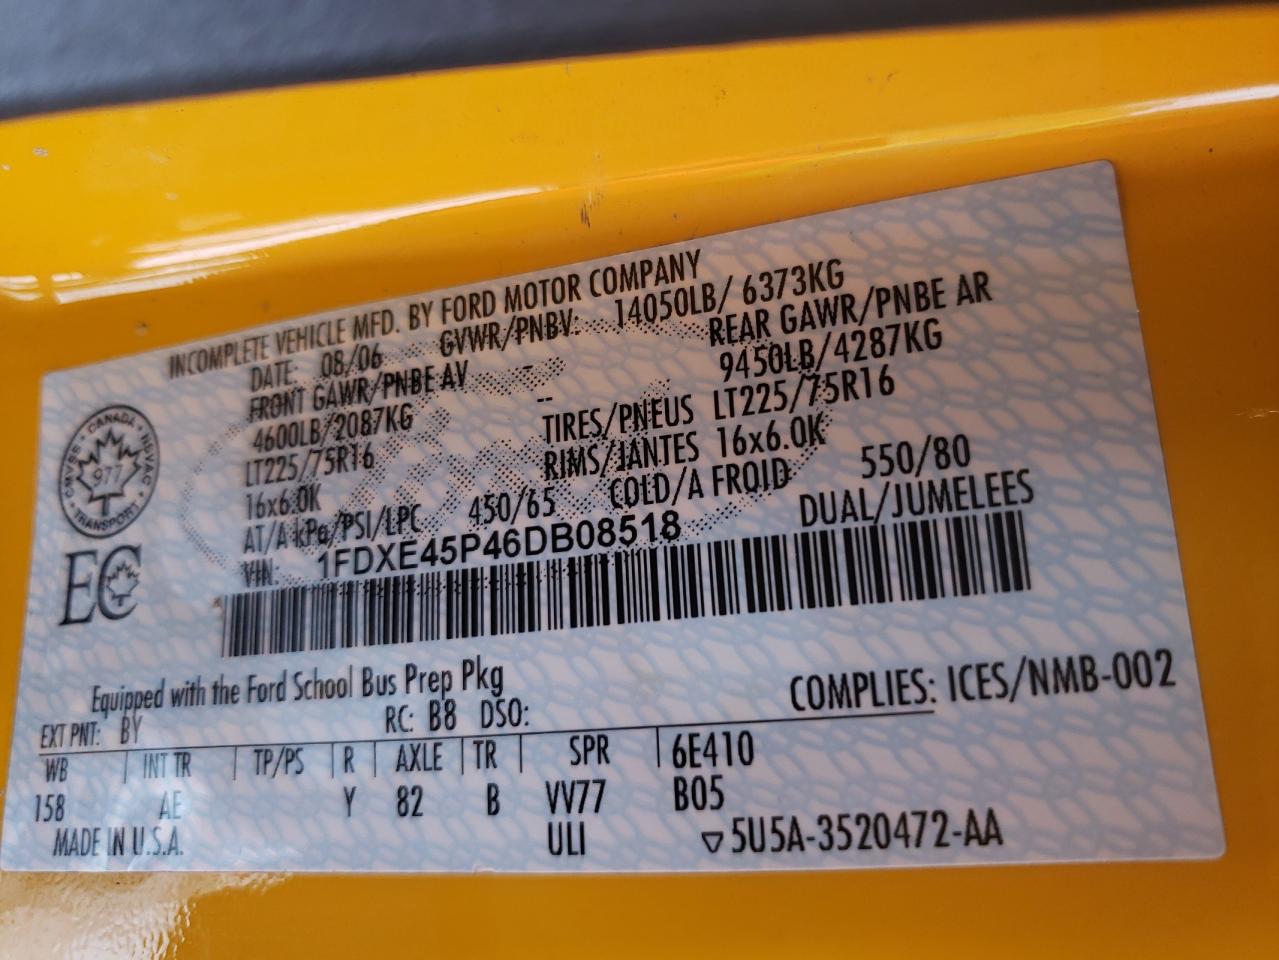 INCOMPLETE VEHICLE MFD. BY FORD MOTOR COMPANY
DATE: 08/06 GVWR/PNBV: 14050LB/ 6373KG
FRONT GAWR/PNBE AV - REAR GAWR/PNBE AR
4600LB/2087KG -- 9450LB/4287KG
LT225/75R16 TIRES/PNEUS LT225/75R16
16x6.0K RIMS/JANTES 16x6.0K
AT/A kPa/PSI/LPC 450/65 COLD/A FROID 550/80
VIN: 1FDXE45P46DB08518 DUAL/JUMELEES
CANADA
CMVSS - NSVAC
977
TRANSPORT
EC
Equipped with the Ford School Bus Prep Pkg
EXT PNT: BY RC: B8 DSO: COMPLIES: ICES/NMB-002
WB | INT TR | TP/PS | R | AXLE | TR | SPR | 6E410
158 AE Y 82 B VV77 B05
MADE IN U.S.A. ULI ▽5U5A-3520472-AA